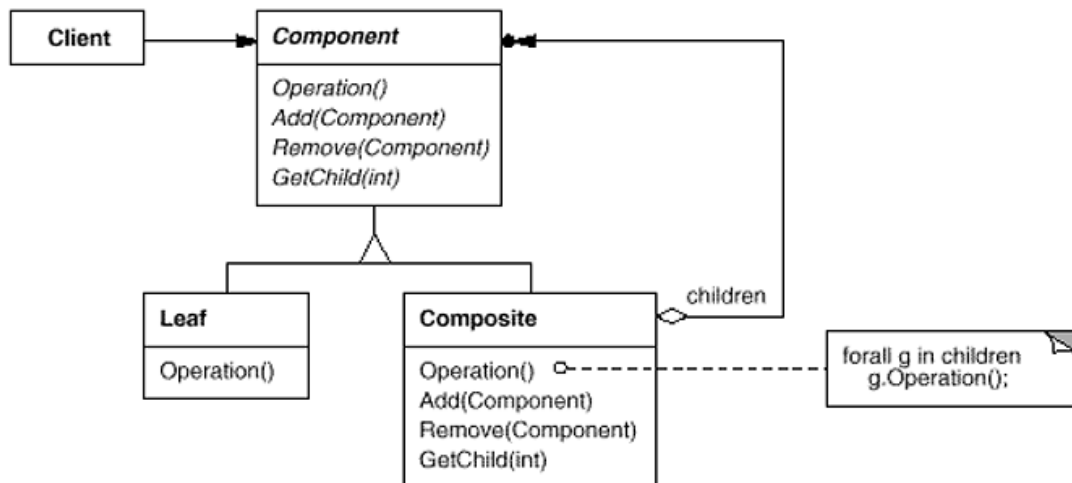 Client
Component
Operation()
Add(Component)
Remove(Component)
GetChild(int)
Leaf
Operation()
Composite
Operation()
Add(Component)
Remove(Component)
GetChild(int)
children
forall g in children
g.Operation();